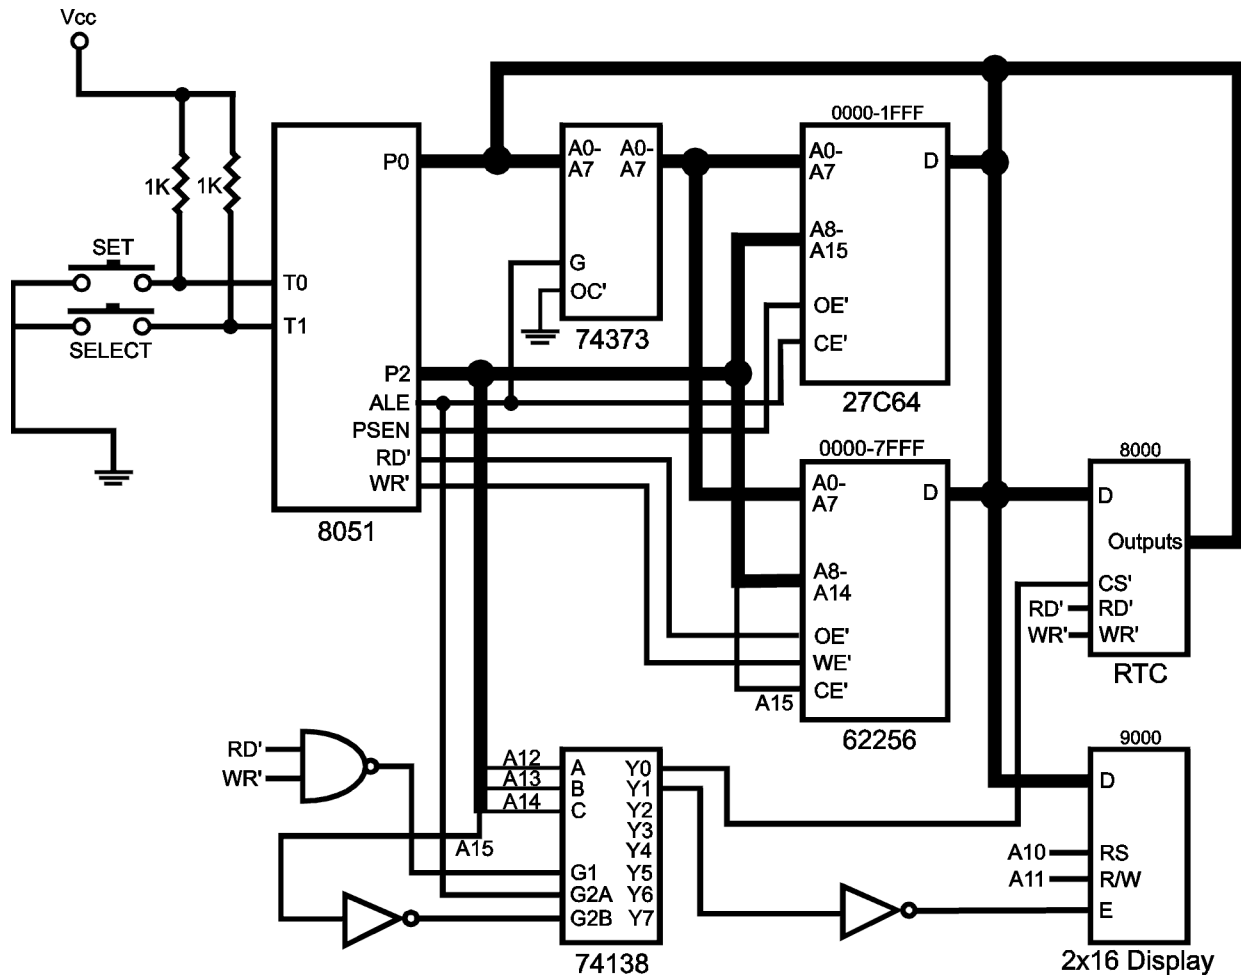 Vcc
1K
1K
SET
SELECT
P0
T0
T1
P2
ALE
PSEN
RD'
WR'
8051
A0-
A7
A0-
A7
G
OC'
74373
0000-1FFF
A0-
A7
D
A8-
A15
OE'
CE'
27C64
0000-7FFF
A0-
A7
D
A8-
A14
OE'
WE'
CE'
A15
62256
8000
D
Outputs
CS'
RD'
RD'
WR'
WR'
RTC
RD'
WR'
A12
A13
A14
A15
A
B
C
G1
G2A
G2B
Y0
Y1
Y2
Y3
Y4
Y5
Y6
Y7
74138
9000
D
A10
RS
A11
R/W
E
2x16 Display